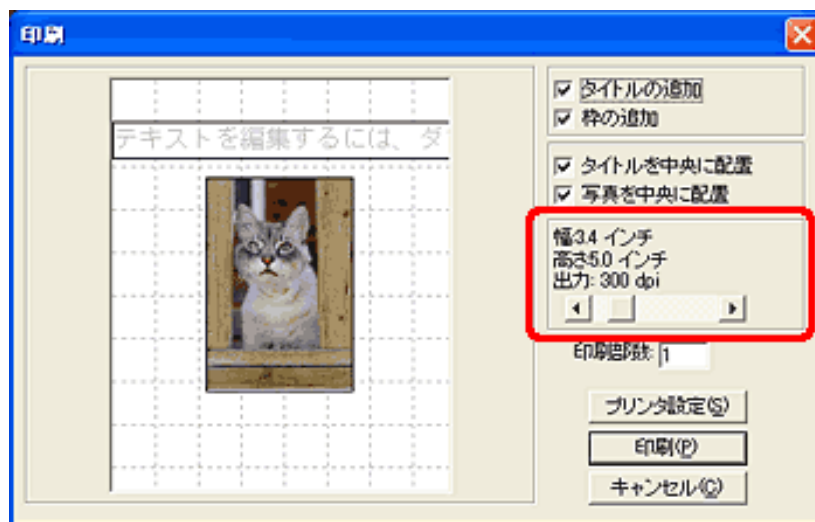 印刷
テキストを編集するには、ダ
タイトルの追加
枠の追加
タイトルを中央に配置
写真を中央に配置
幅3.4 インチ
高さ5.0 インチ
出力: 300 dpi
印刷部数: 1
プリンタ設定(S)
印刷(P)
キャンセル(C)